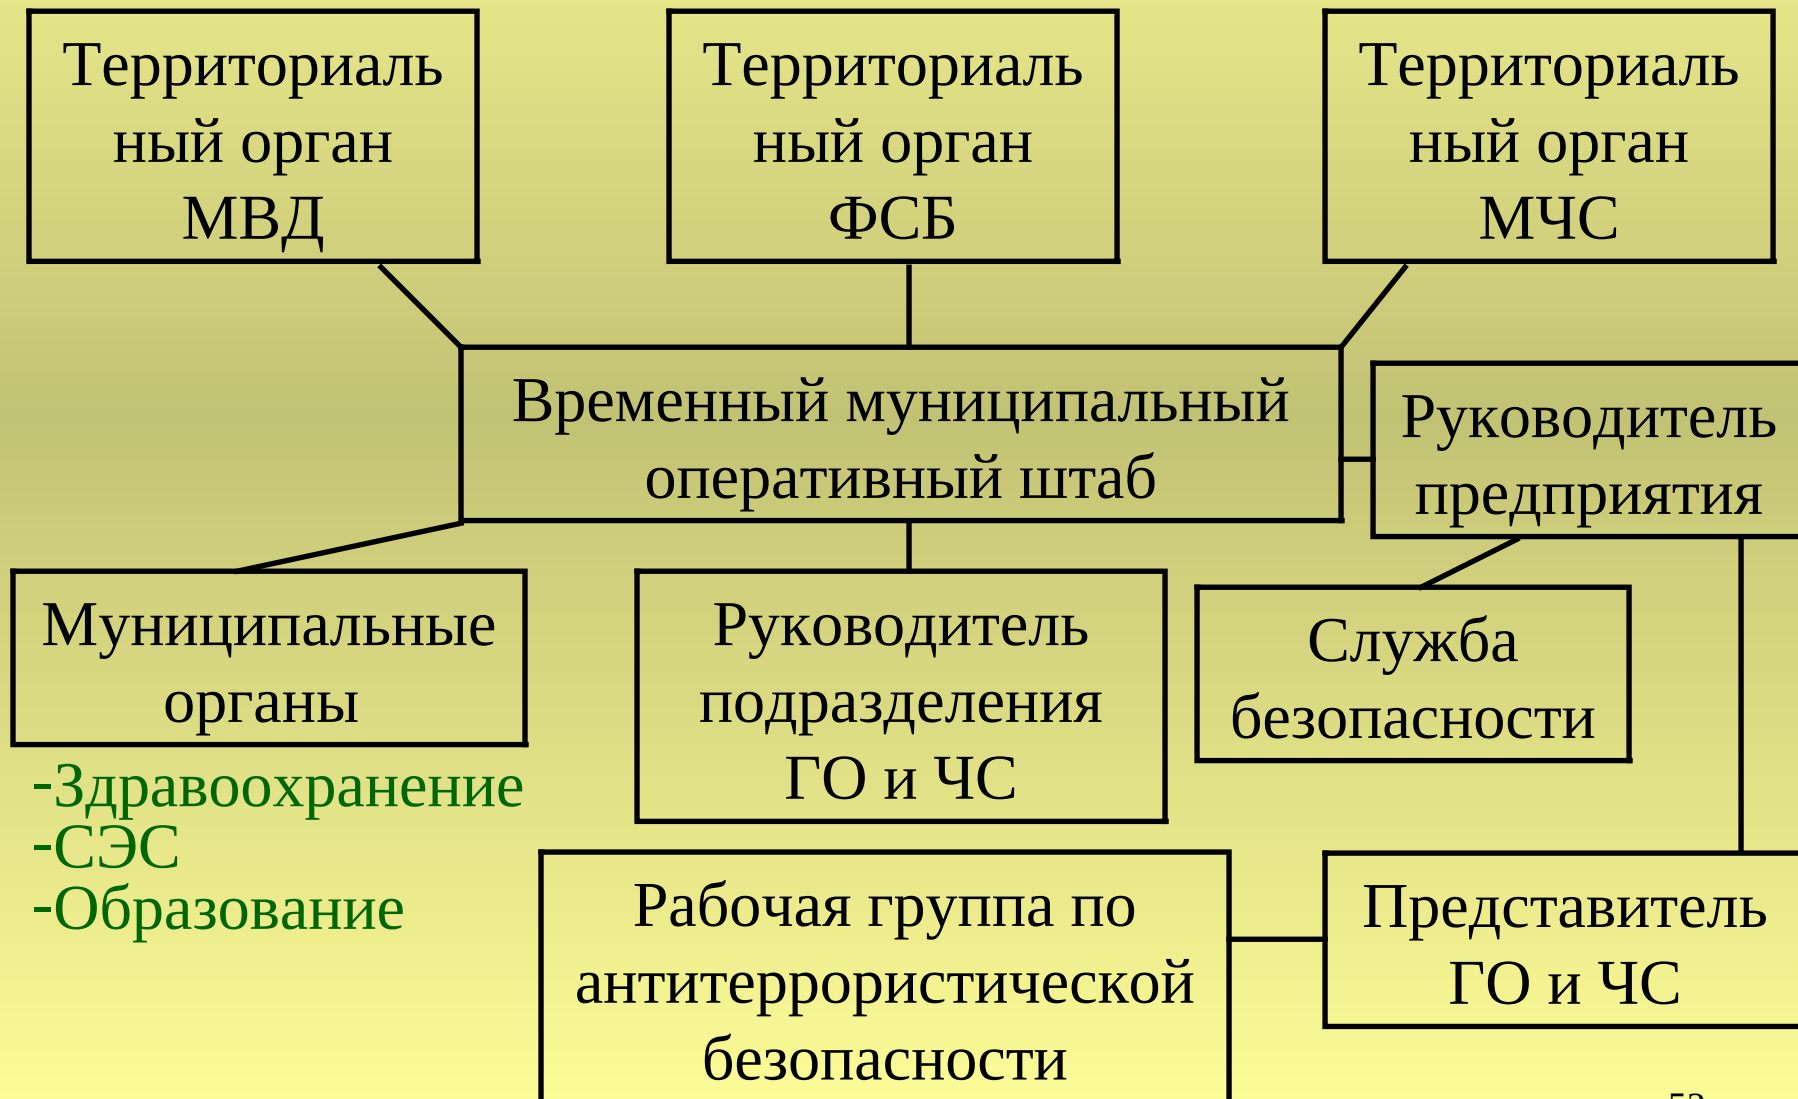 Территориаль
ный орган
МВД
Территориаль
ный орган
ФСБ
Территориаль
ный орган
МЧС
Временный муниципальный
оперативный штаб
Руководитель
предприятия
Муниципальные
органы
-Здравоохранение
-СЭС
-Образование
Руководитель
подразделения
ГО и ЧС
Служба
безопасности
Рабочая группа по
антитеррористической
безопасности
Представитель
ГО и ЧС